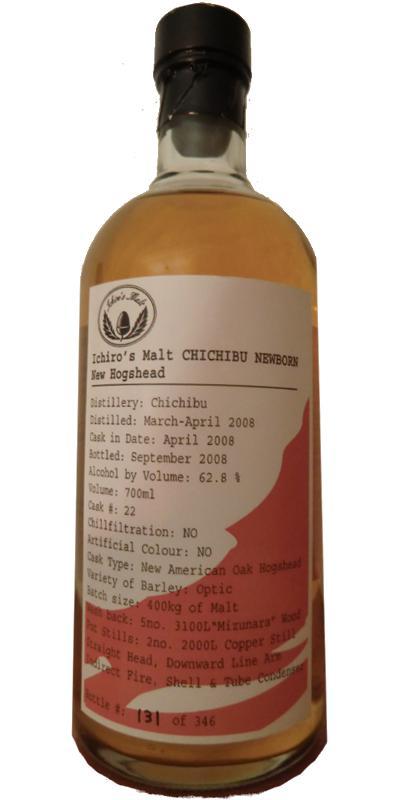 Ichiro's Malt
Ichiro's Malt CHICHIBU NEWBORN
New Hogshead
Distillery: Chichibu
Distilled: March-April 2008
Cask in Date: April 2008
Bottled: September 2008
Alcohol by Volume: 62.8 %
Volume: 700ml
Cask #: 22
Chillfiltration: NO
Artificial Colour: NO
Cask Type: New American Oak Hogshead
Variety of Barley: Optic
Batch size: 400kg of Malt
Wash back: 5no. 3100L"Mizunara" Wood
Pot Stills: 2no. 2000L Copper Still
Straight Head, Downward Line Arm
Indirect Fire, Shell & Tube Condenser
Bottle #: 131 of 346